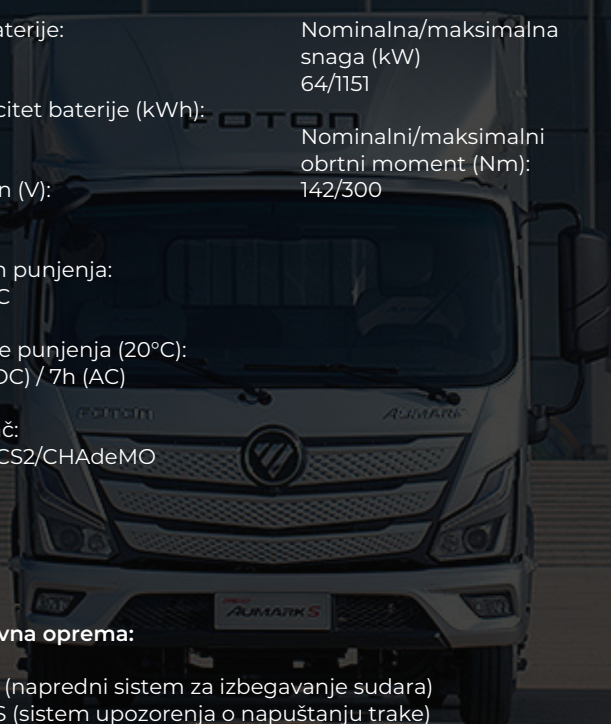 aterije:
citet baterije (kWh):
n (V):
n punjenja:
C
e punjenja (20°C):
DC) / 7h (AC)
č:
CS2/CHAdeMO
Nominalna/maksimalna
snaga (kW)
64/1151
Nominalni/maksimalni
obrtni moment (Nm):
142/300
FOTON
FOTON
AUMARK
AUMARK S
vna oprema:
(napredni sistem za izbegavanje sudara)
S (sistem upozorenja o napuštanju trake)